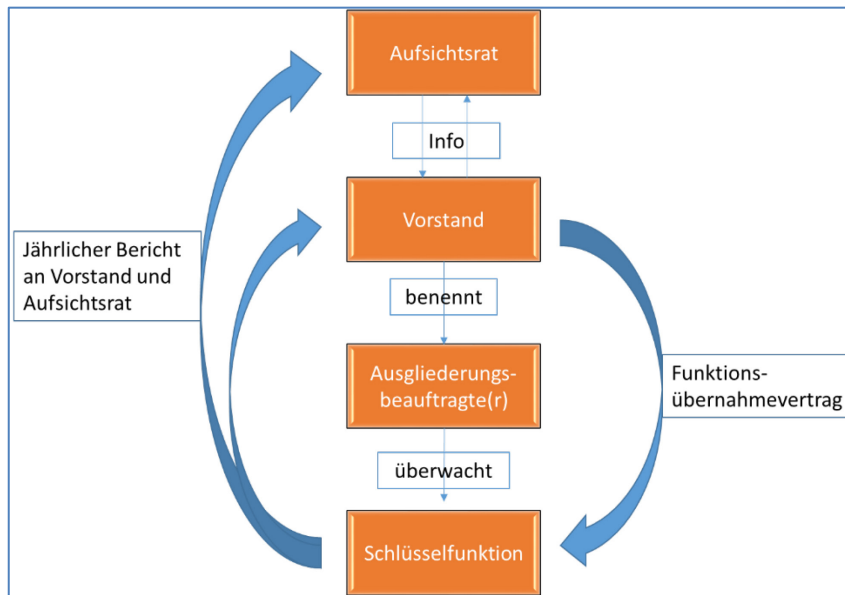 Aufsichtsrat
Info
Vorstand
Jährlicher Bericht
an Vorstand und
Aufsichtsrat
benennt
Ausgliederungs-
beauftragte(r)
Funktions-
übernahmevertrag
überwacht
Schlüsselfunktion